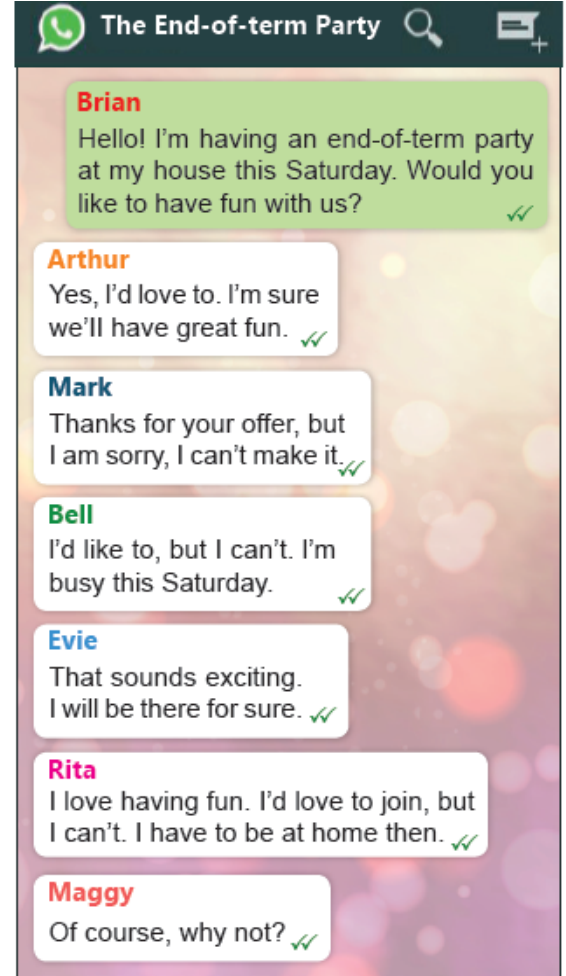 The End-of-term Party
Brian
Hello! I'm having an end-of-term party
at my house this Saturday. Would you
like to have fun with us?
Arthur
Yes, I'd love to. I'm sure
we'll have great fun.
Mark
Thanks for your offer, but
I am sorry, I can't make it.
Bell
I'd like to, but I can't. I'm
busy this Saturday.
Evie
That sounds exciting.
I will be there for sure.
Rita
I love having fun. I'd love to join, but
I can't. I have to be at home then.
Maggy
Of course, why not?